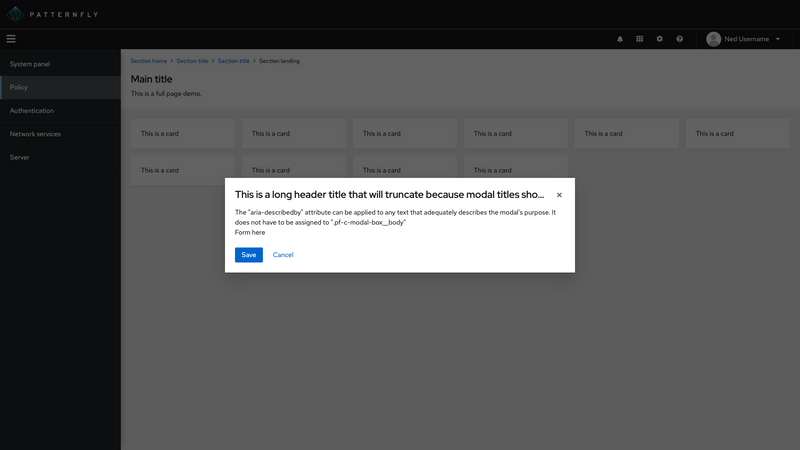 PATTERNFLY
Ned Username
System panel
Policy
Authentication
Network services
Server
Section home > Section title > Section title > Section landing
Main title
This is a full page demo.
This is a card This is a card This is a card This is a card This is a card This is a card
This is a card This is a card This is a card This is a card
This is a long header title that will truncate because modal titles sho...
The "aria-describedby" attribute can be applied to any text that adequately describes the modal's purpose. It
does not have to be assigned to ".pf-c-modal-box__body"
Form here
Save Cancel